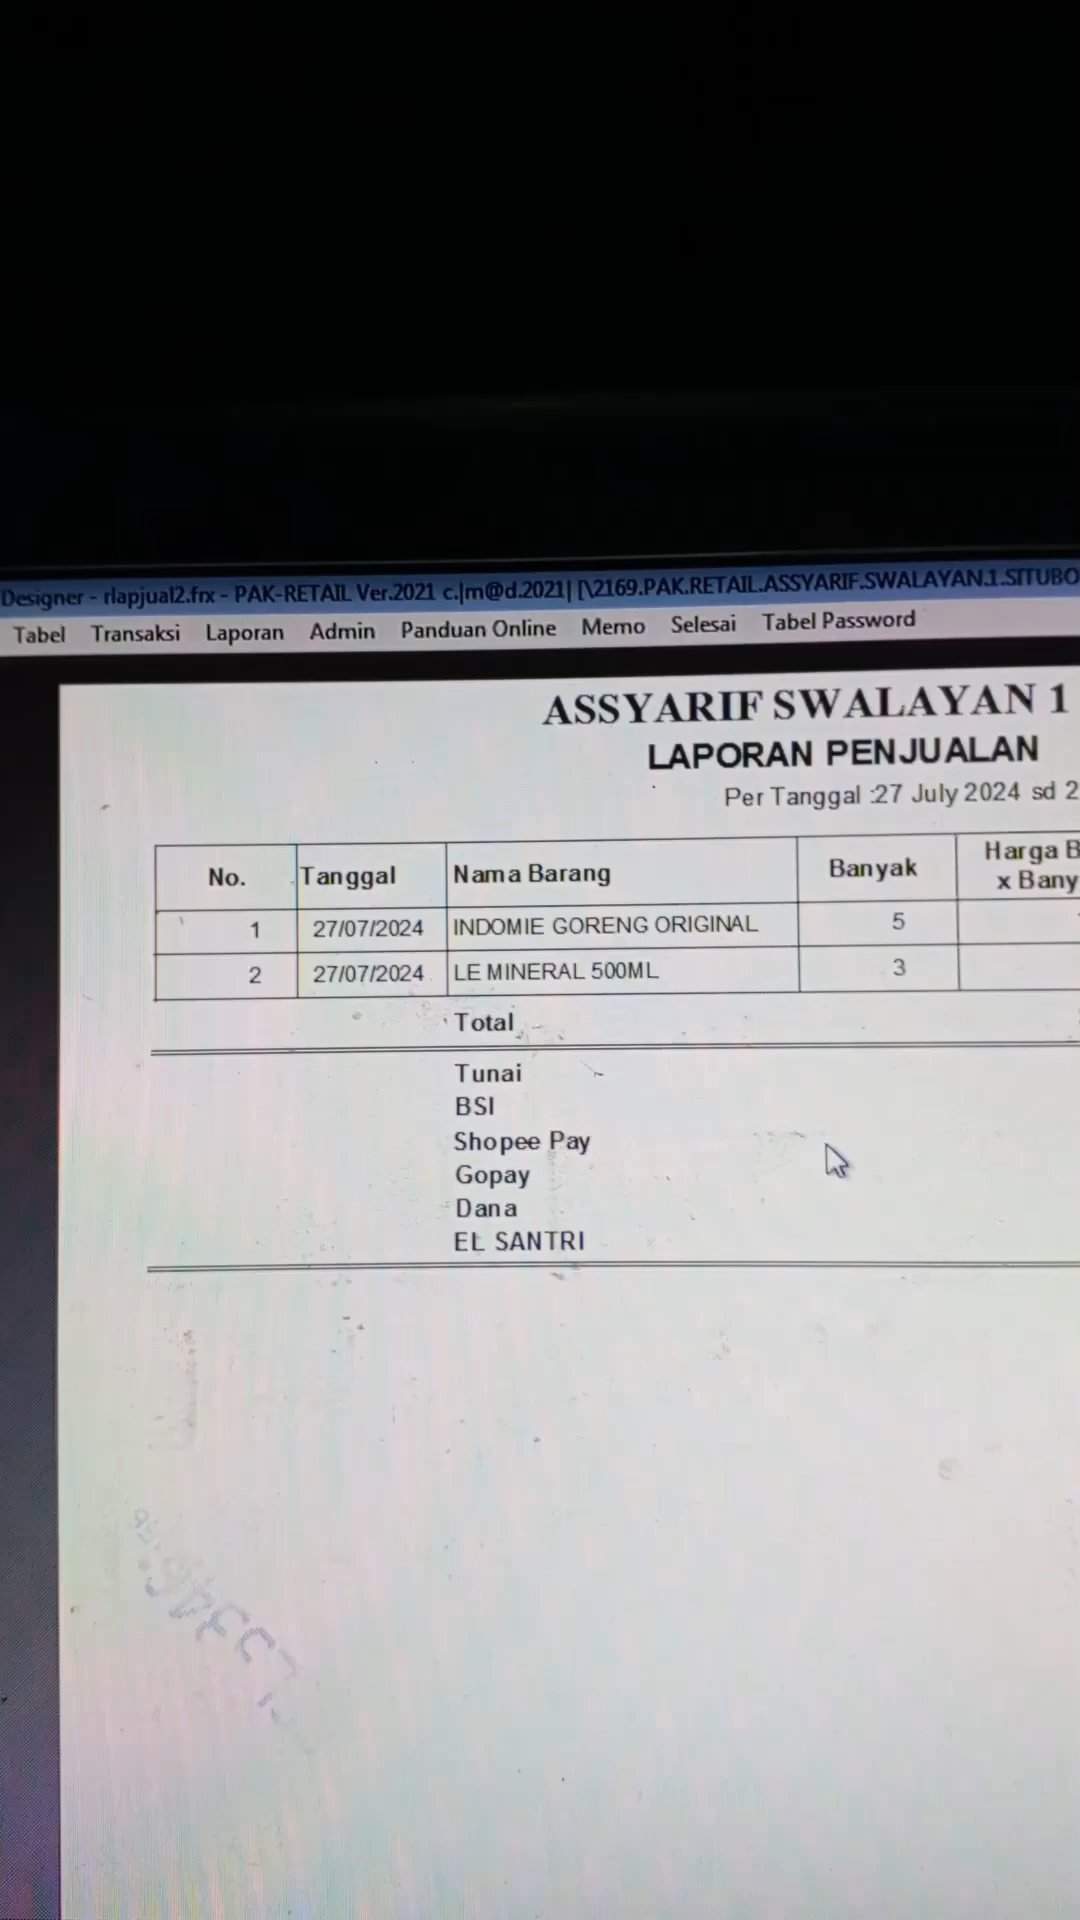 Designer - rlapjual2.frx - PAK-RETAIL Ver.2021 c.|m@d.2021| [\2169.PAK.RETAIL.ASSYARIF.SWALAYAN.1.SITUBO
Tabel Transaksi Laporan Admin Panduan Online Memo Selesai Tabel Password
ASSYARIF SWALAYAN 1
LAPORAN PENJUALAN
Per Tanggal :27 July 2024 sd 2
No. Tanggal Nama Barang Banyak Harga B
x Bany
1 27/07/2024 INDOMIE GORENG ORIGINAL 5
2 27/07/2024 LE MINERAL 500ML 3
Total
Tunai
BSI
Shopee Pay
Gopay
Dana
EL SANTRI